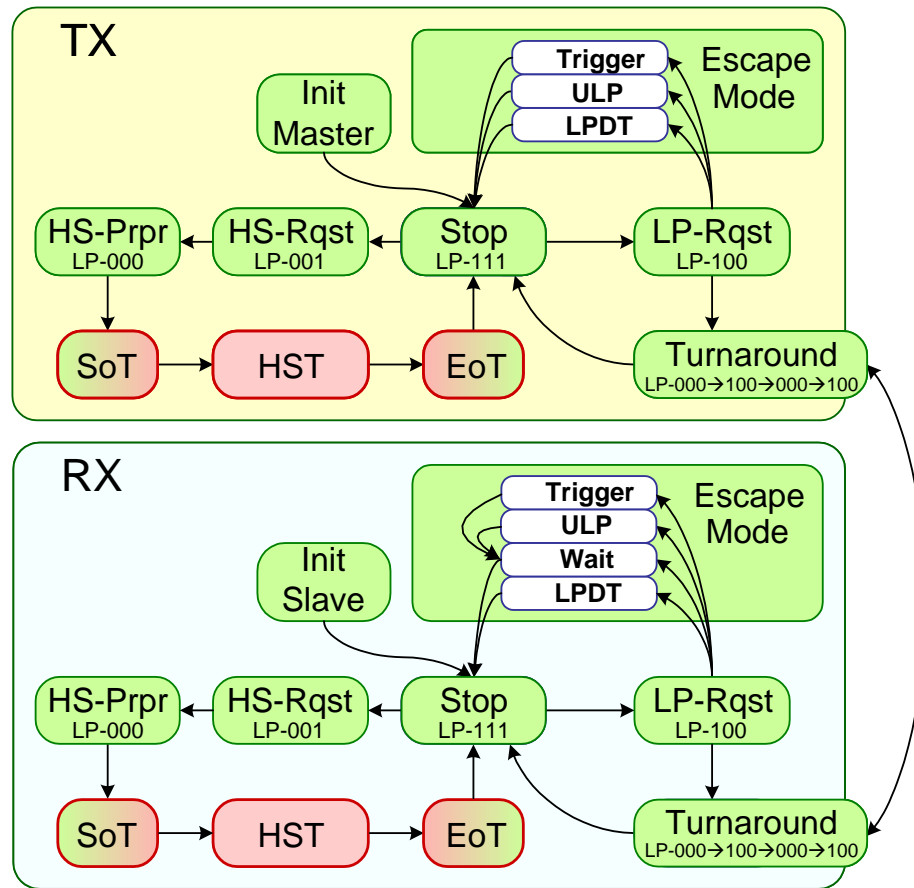 TX
Trigger
ULP
LPDT
Escape
Mode
Init
Master
HS-Prpr
LP-000
HS-Rqst
LP-001
Stop
LP-111
LP-Rqst
LP-100
SoT
HST
EoT
Turnaround
LP-000→100→000→100
RX
Trigger
ULP
Wait
LPDT
Escape
Mode
Init
Slave
HS-Prpr
LP-000
HS-Rqst
LP-001
Stop
LP-111
LP-Rqst
LP-100
SoT
HST
EoT
Turnaround
LP-000→100→000→100